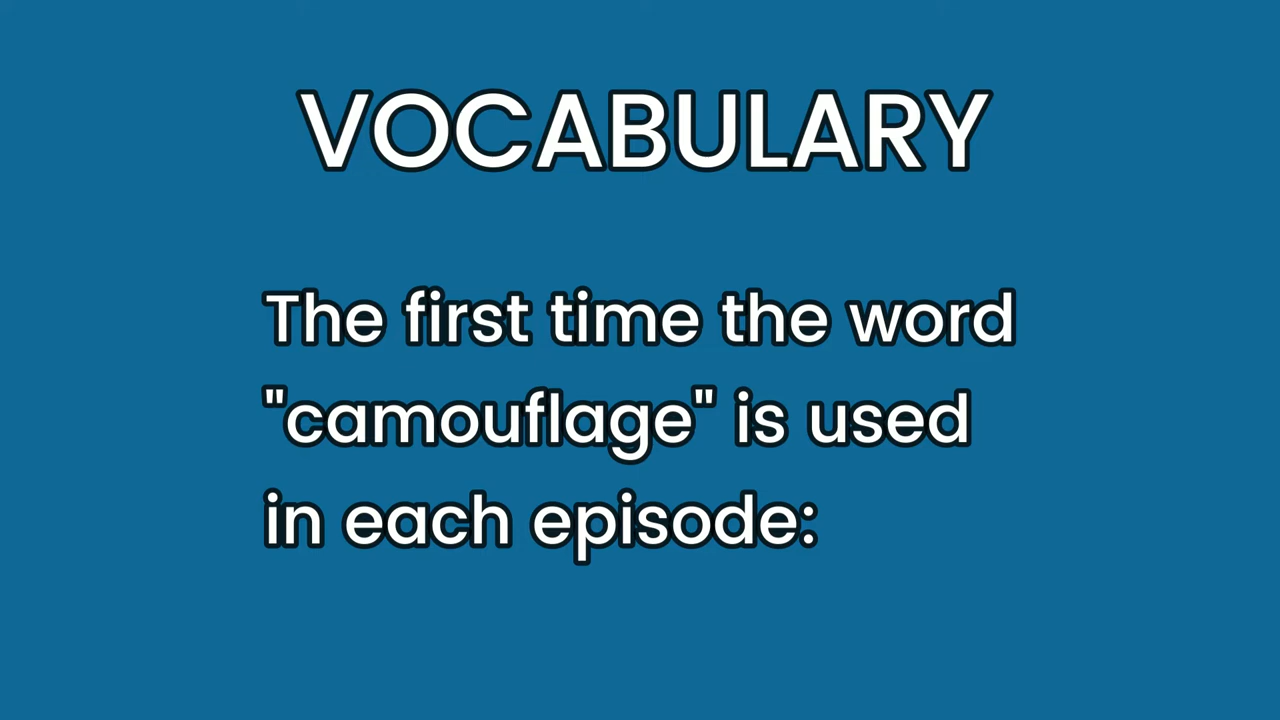 VOCABULARY
The first time the word
"camouflage" is used
in each episode: